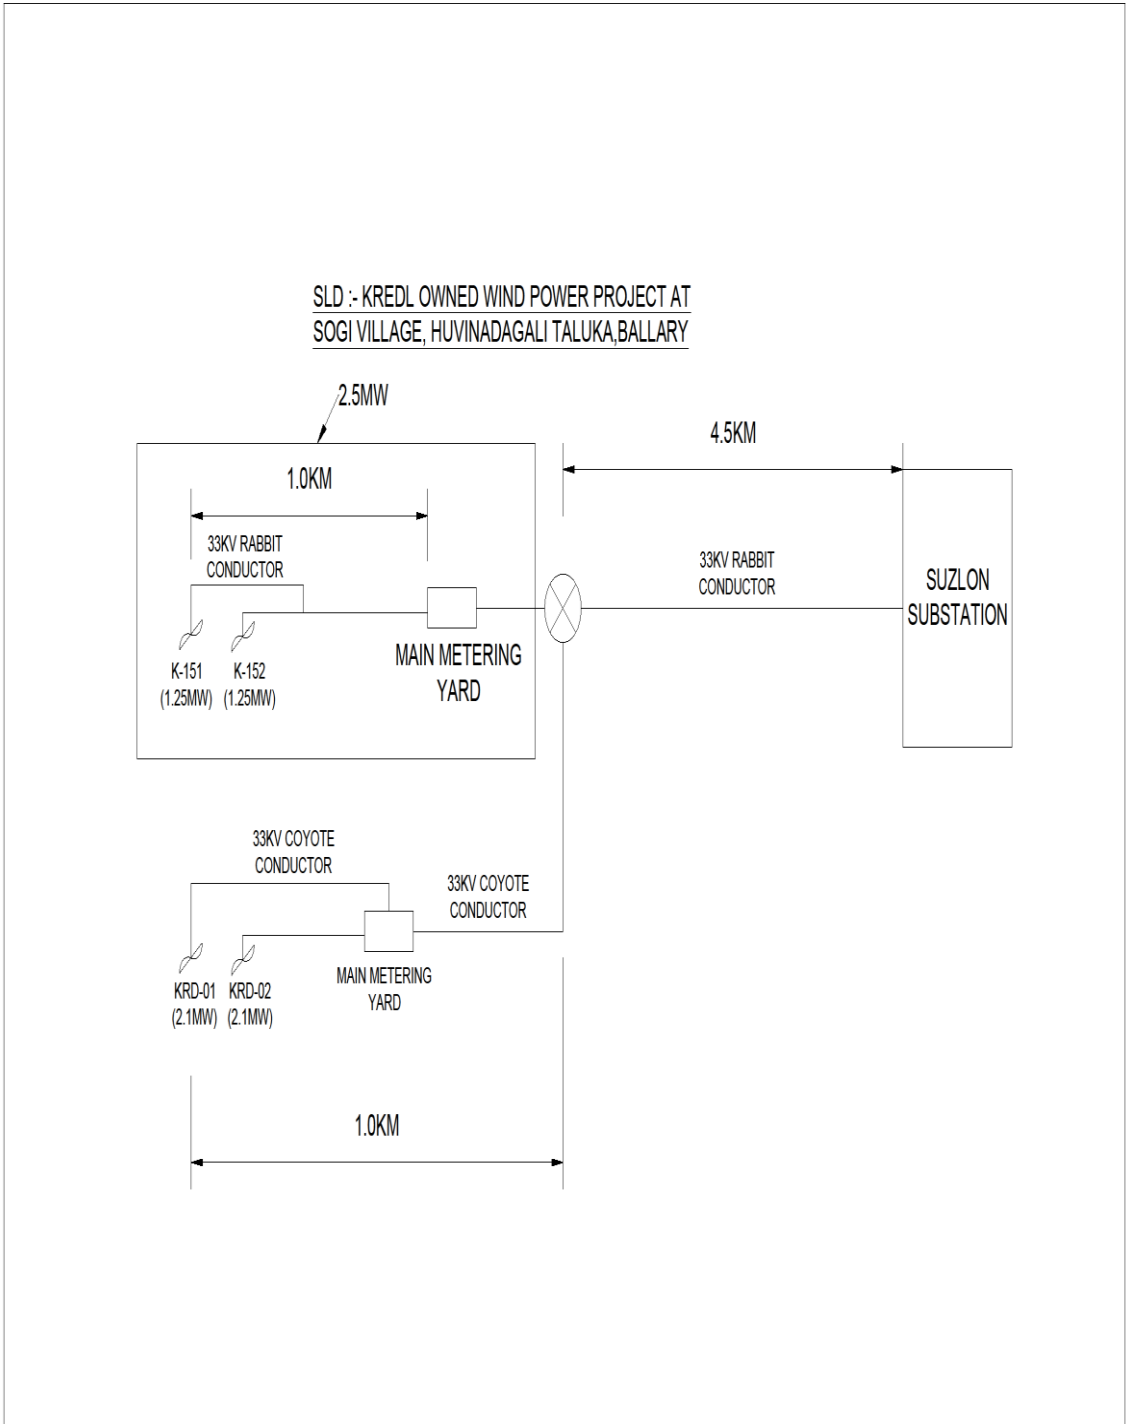 SLD :- KREDL OWNED WIND POWER PROJECT AT
SOGI VILLAGE, HUVINADAGALI TALUKA,BALLARY
2.5MW
4.5KM
1.0KM
33KV RABBIT
CONDUCTOR
33KV RABBIT
CONDUCTOR
SUZLON
SUBSTATION
MAIN METERING
YARD
K-151
(1.25MW)
K-152
(1.25MW)
33KV COYOTE
CONDUCTOR
33KV COYOTE
CONDUCTOR
MAIN METERING
YARD
KRD-01
(2.1MW)
KRD-02
(2.1MW)
1.0KM